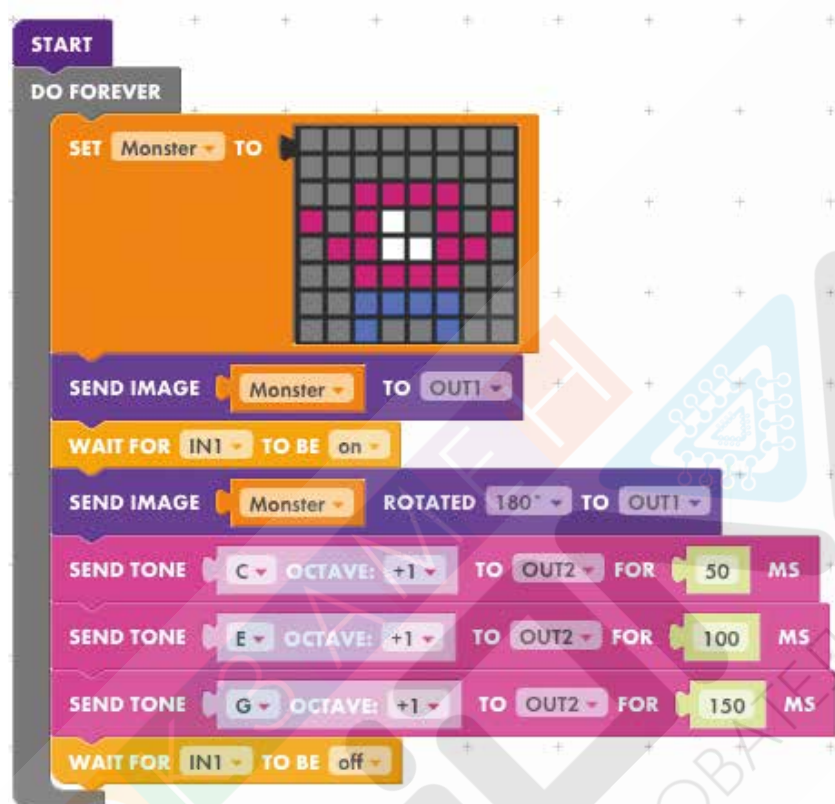 START
DO FOREVER
SET Monster TO
SEND IMAGE Monster TO OUT1
WAIT FOR IN1 TO BE on
SEND IMAGE Monster ROTATED 180° TO OUT1
SEND TONE C OCTAVE: +1 TO OUT2 FOR 50 MS
SEND TONE E OCTAVE: +1 TO OUT2 FOR 100 MS
SEND TONE G OCTAVE: +1 TO OUT2 FOR 150 MS
WAIT FOR IN1 TO BE off